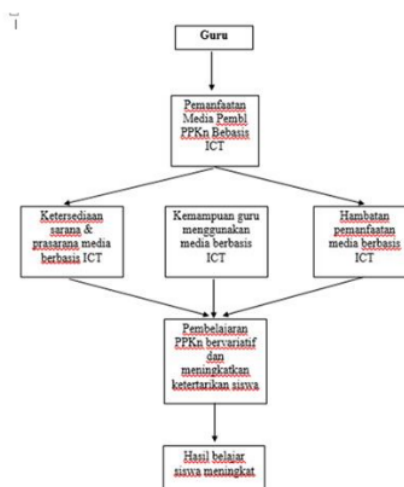 Guru
Pemanfaatan
Media Pembl
PPKn Bebasis
ICT
Ketersediaan
sarana &
prasarana media
berbasis ICT
Kemampuan guru
menggunakan
media berbasis
ICT
Hambatan
pemanfaatan
media berbasis
ICT
Pembelajaran
PPKn bervariatif
dan
meningkatkan
ketertarikan siswa
Hasil belajar
siswa meningkat